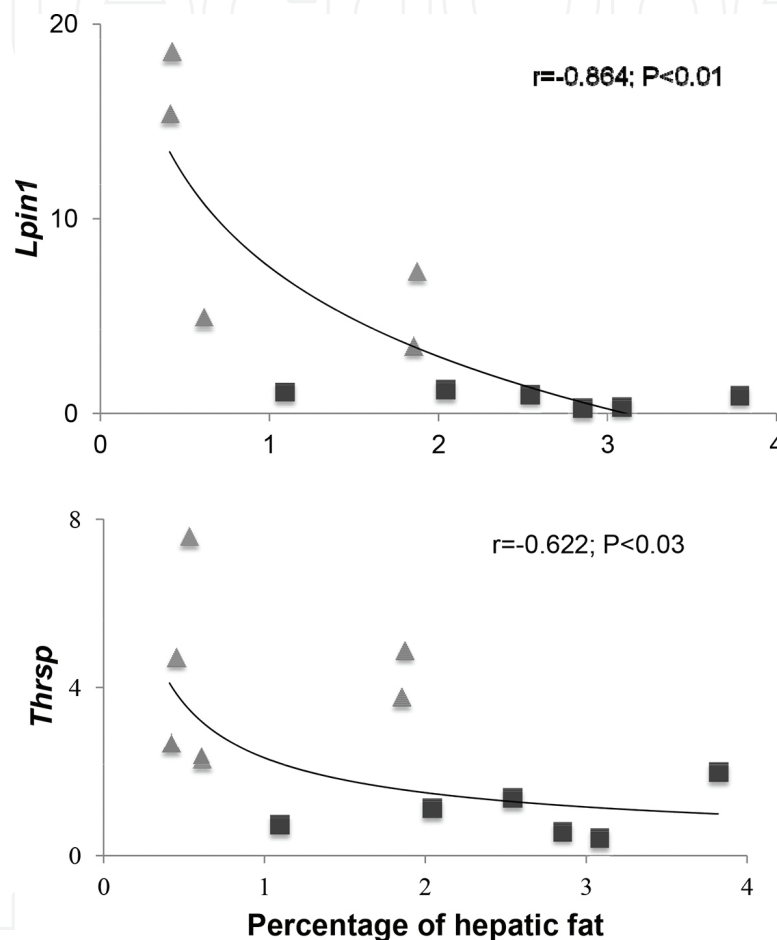 20
r=-0.864; P<0.01
Lpin1
10
0
0 1 2 3 4
8
r=-0.622; P<0.03
Thrsp
4
0
0 1 2 3 4
Percentage of hepatic fat